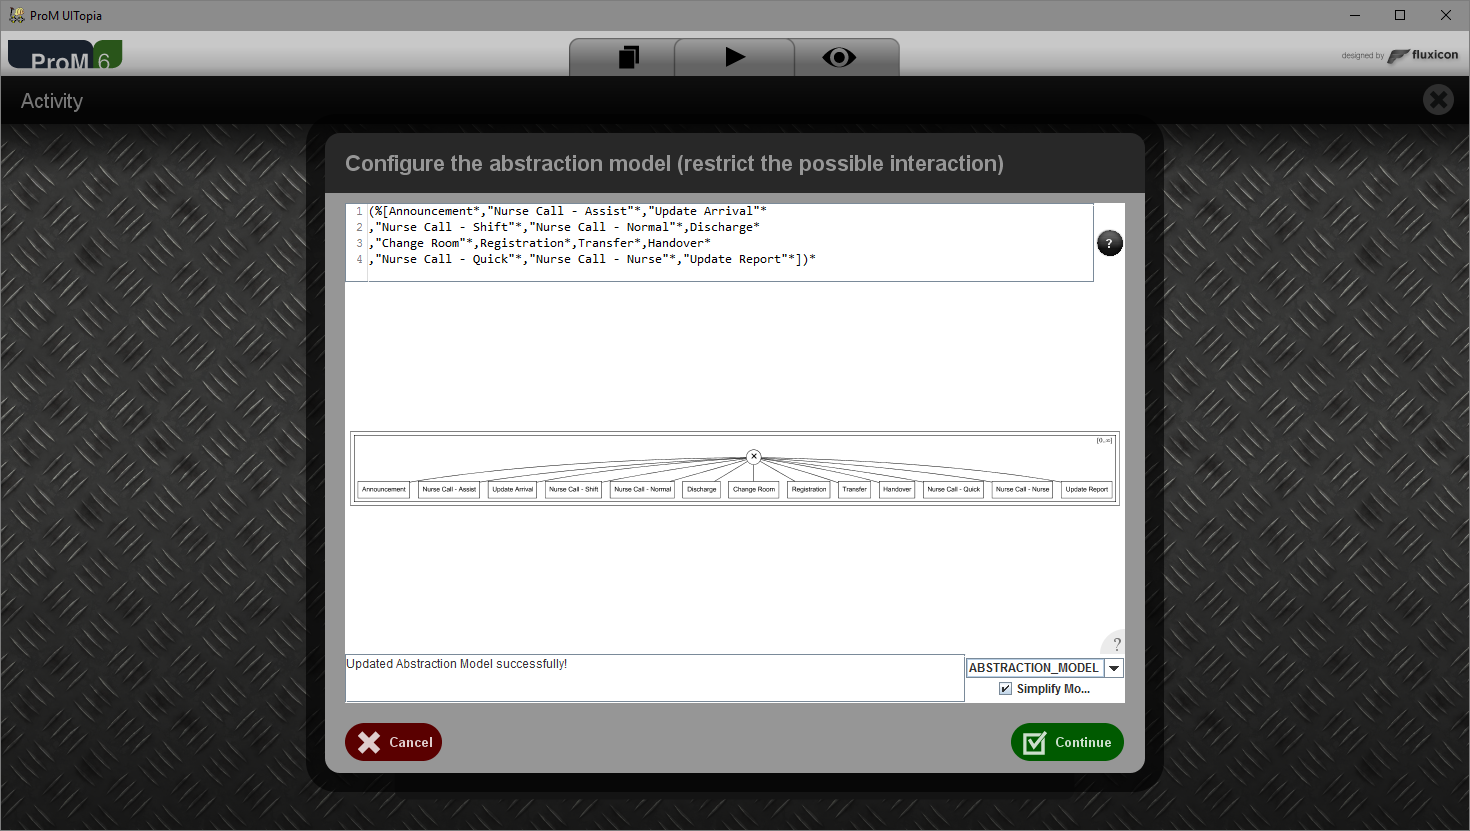 ProM UITopia
ProM 6
designed by fluxicon
Activity
Configure the abstraction model (restrict the possible interaction)
1 (%[Announcement*,"Nurse Call - Assist"*,"Update Arrival"*
2 ,"Nurse Call - Shift"*,"Nurse Call - Normal"*,Discharge*
3 ,"Change Room"*,Registration*,Transfer*,Handover*
4 ,"Nurse Call - Quick"*,"Nurse Call - Nurse"*,"Update Report"*])*
?
[0,∞]
×
Announcement Nurse Call - Assist Update Arrival Nurse Call - Shift Nurse Call - Normal Discharge Change Room Registration Transfer Handover Nurse Call - Quick Nurse Call - Nurse Update Report
?
Updated Abstraction Model successfully!
ABSTRACTION_MODEL
Simplify Mo...
Cancel
Continue